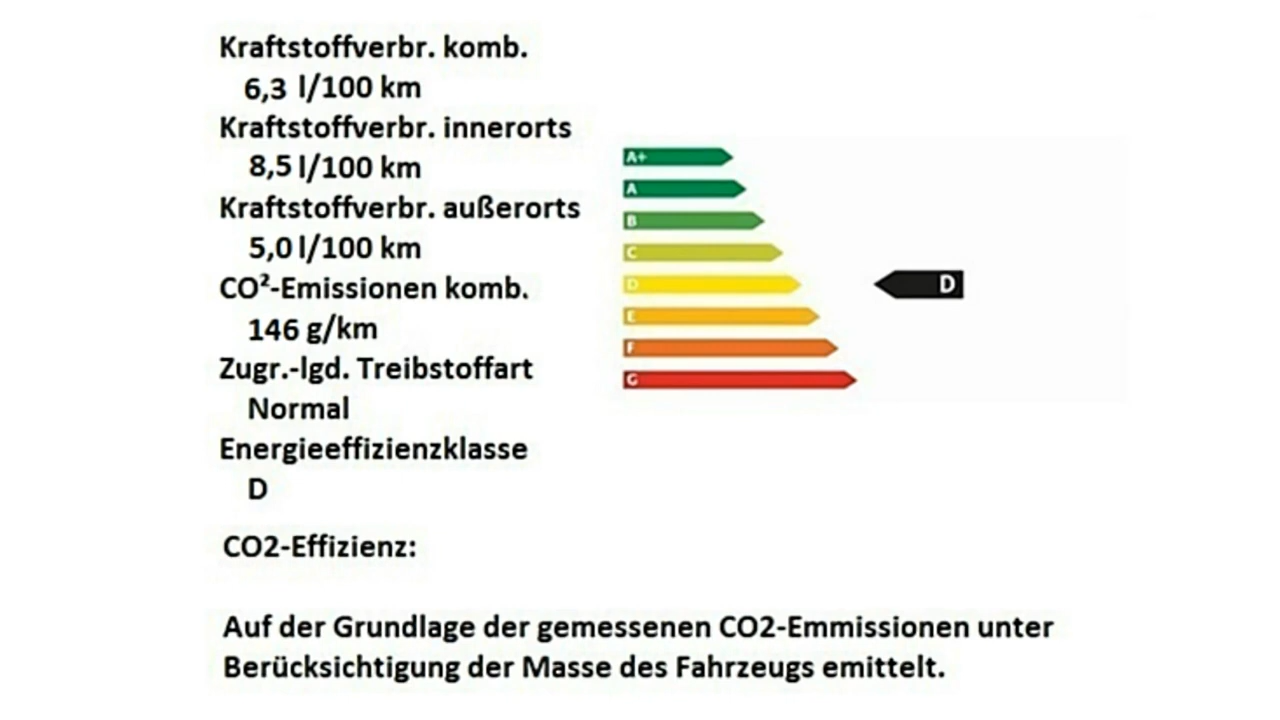 Kraftstoffverbr. komb.
6,3 l/100 km
Kraftstoffverbr. innerorts
8,5 l/100 km
Kraftstoffverbr. außerorts
5,0 l/100 km
CO²-Emissionen komb.
146 g/km
Zugr.-lgd. Treibstoffart
Normal
Energieeffizienzklasse
D
A+
A
B
C
D
D
E
F
G
CO2-Effizienz:
Auf der Grundlage der gemessenen CO2-Emmissionen unter
Berücksichtigung der Masse des Fahrzeugs emittelt.